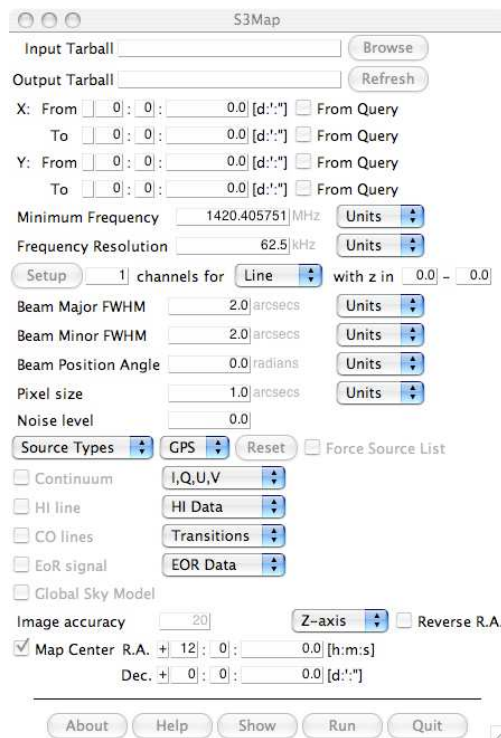 S3Map
Input Tarball Browse
Output Tarball Refresh
X: From 0 : 0 : 0.0 [d:':"] From Query
To 0 : 0 : 0.0 [d:':"] From Query
Y: From 0 : 0 : 0.0 [d:':"] From Query
To 0 : 0 : 0.0 [d:':"] From Query
Minimum Frequency 1420.405751 MHz Units
Frequency Resolution 62.5 kHz Units
Setup 1 channels for Line with z in 0.0 – 0.0
Beam Major FWHM 2.0 arcsecs Units
Beam Minor FWHM 2.0 arcsecs Units
Beam Position Angle 0.0 radians Units
Pixel size 1.0 arcsecs Units
Noise level 0.0
Source Types GPS Reset Force Source List
Continuum I,Q,U,V
HI line HI Data
CO lines Transitions
EoR signal EOR Data
Global Sky Model
Image accuracy 20 Z-axis Reverse R.A.
Map Center R.A. + 12 : 0 : 0.0 [h:m:s]
Dec. + 0 : 0 : 0.0 [d:':"]
About Help Show Run Quit